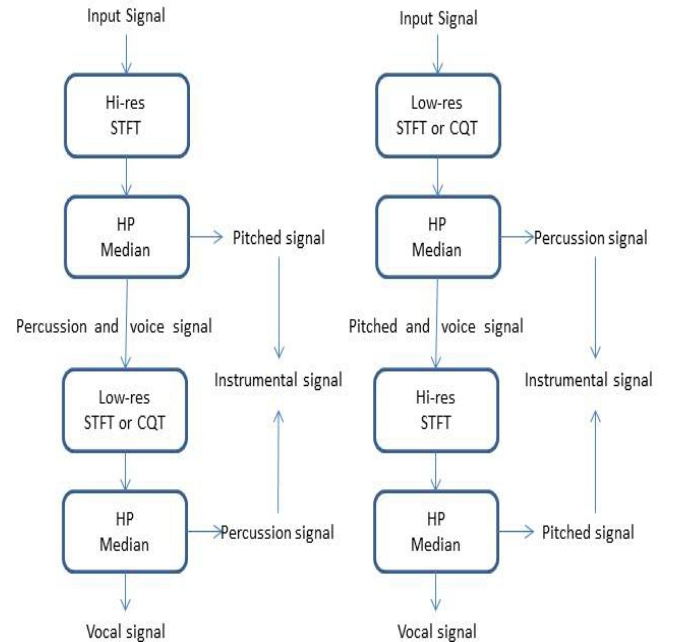 Input Signal
Hi-res
STFT
HP
Median
Pitched signal
Percussion and voice signal
Instrumental signal
Low-res
STFT or CQT
HP
Median
Percussion signal
Vocal signal
Input Signal
Low-res
STFT or CQT
HP
Median
Percussion signal
Pitched and voice signal
Instrumental signal
Hi-res
STFT
HP
Median
Pitched signal
Vocal signal